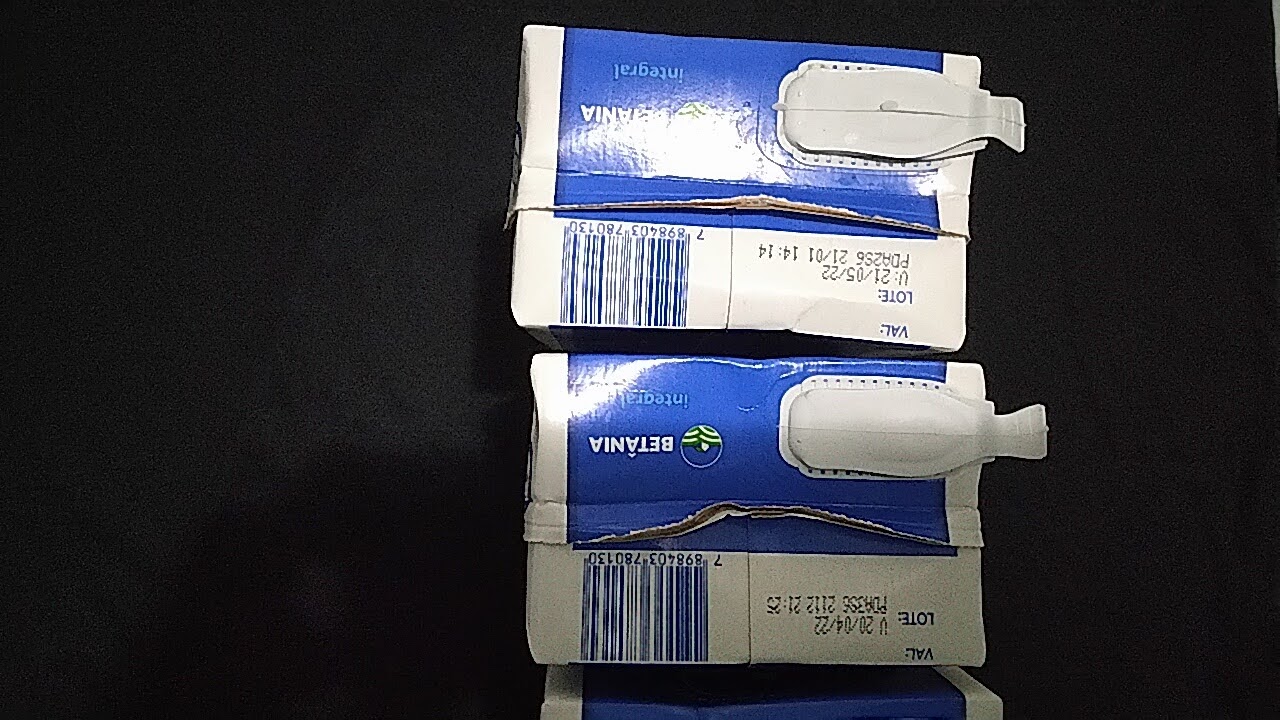 VAL:
LOTE:
V:21/05/22
PDA2S6 21/01 14:14
7 898403 780130
BETÂNIA
integral
VAL:
LOTE:
V 20/04/22
PDA3S6 2112 21:25
7 898403 780130
BETÂNIA
integral